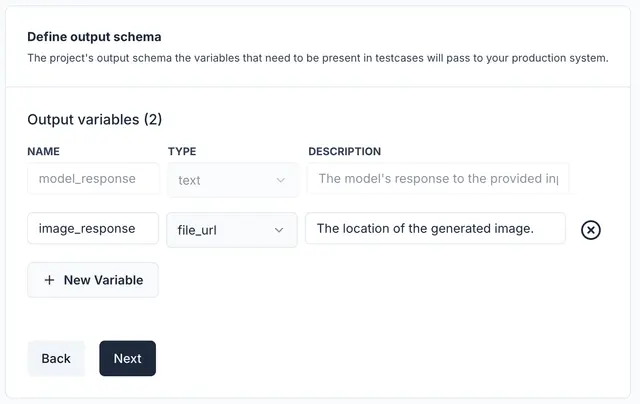 Define output schema
The project's output schema the variables that need to be present in testcases will pass to your production system.
Output variables (2)
NAME TYPE DESCRIPTION
model_response text The model's response to the provided in
image_response file_url The location of the generated image.
+ New Variable
Back Next